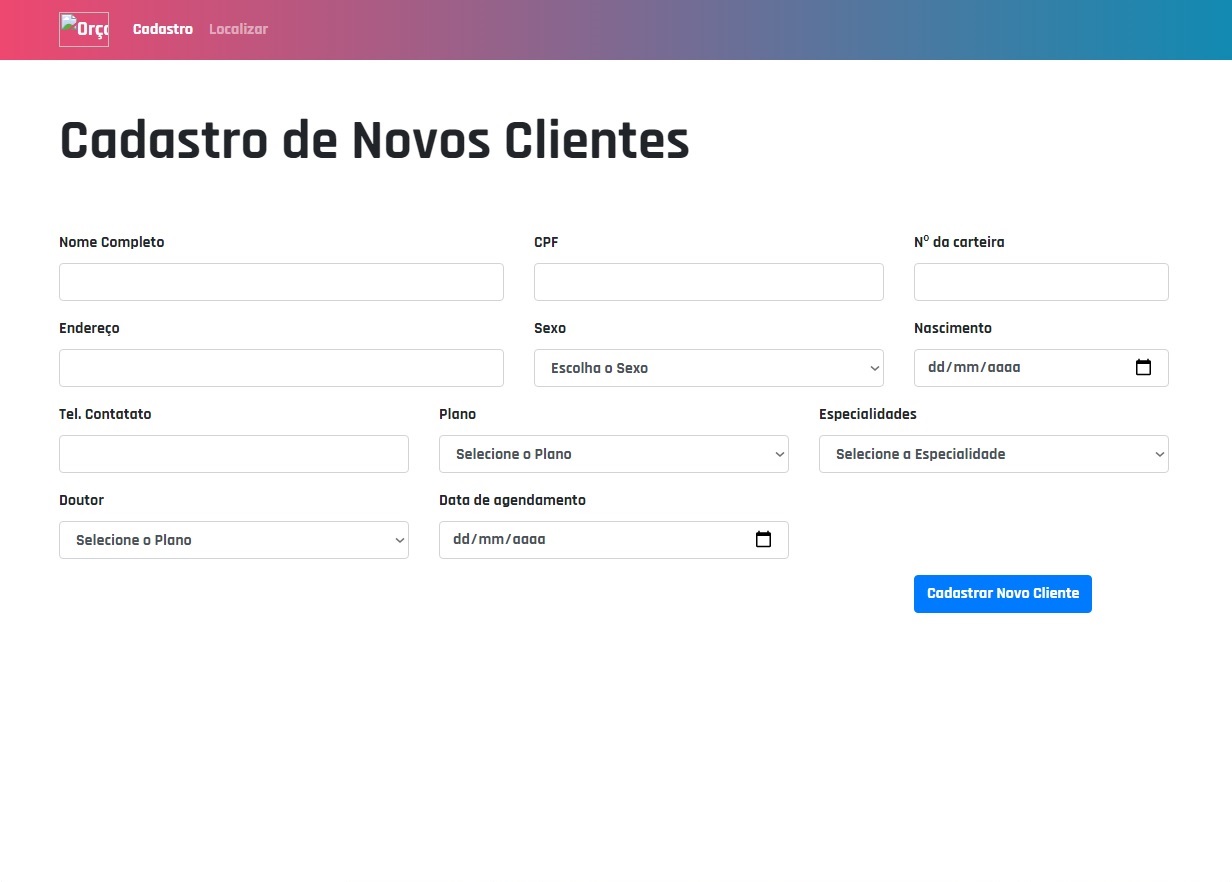 Cadastro Localizar
Cadastro de Novos Clientes
Nome Completo CPF Nº da carteira
Endereço Sexo Nascimento
Escolha o Sexo dd/mm/aaaa
Tel. Contatato Plano Especialidades
Selecione o Plano Selecione a Especialidade
Doutor Data de agendamento
Selecione o Plano dd/mm/aaaa
Cadastrar Novo Cliente